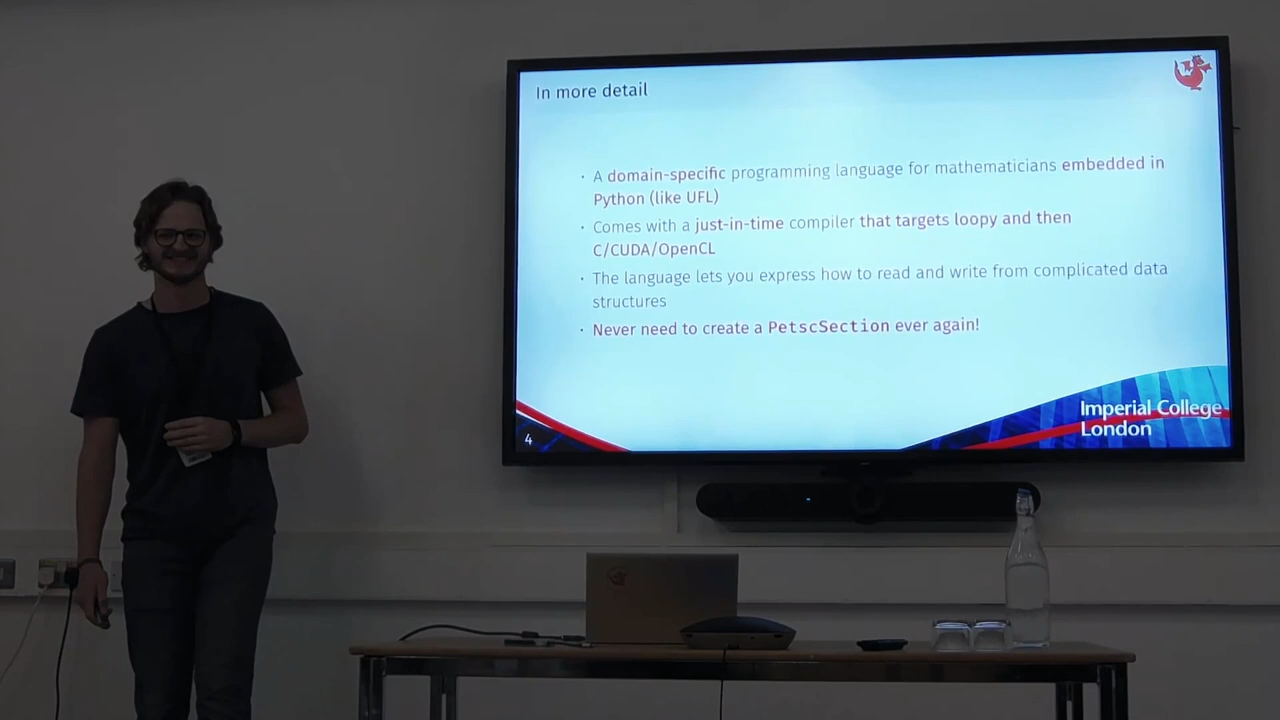 In more detail
· A domain-specific programming language for mathematicians embedded in
Python (like UFL)
· Comes with a just-in-time compiler that targets loopy and then
C/CUDA/OpenCL
· The language lets you express how to read and write from complicated data
structures
· Never need to create a PetscSection ever again!
4
Imperial College
London